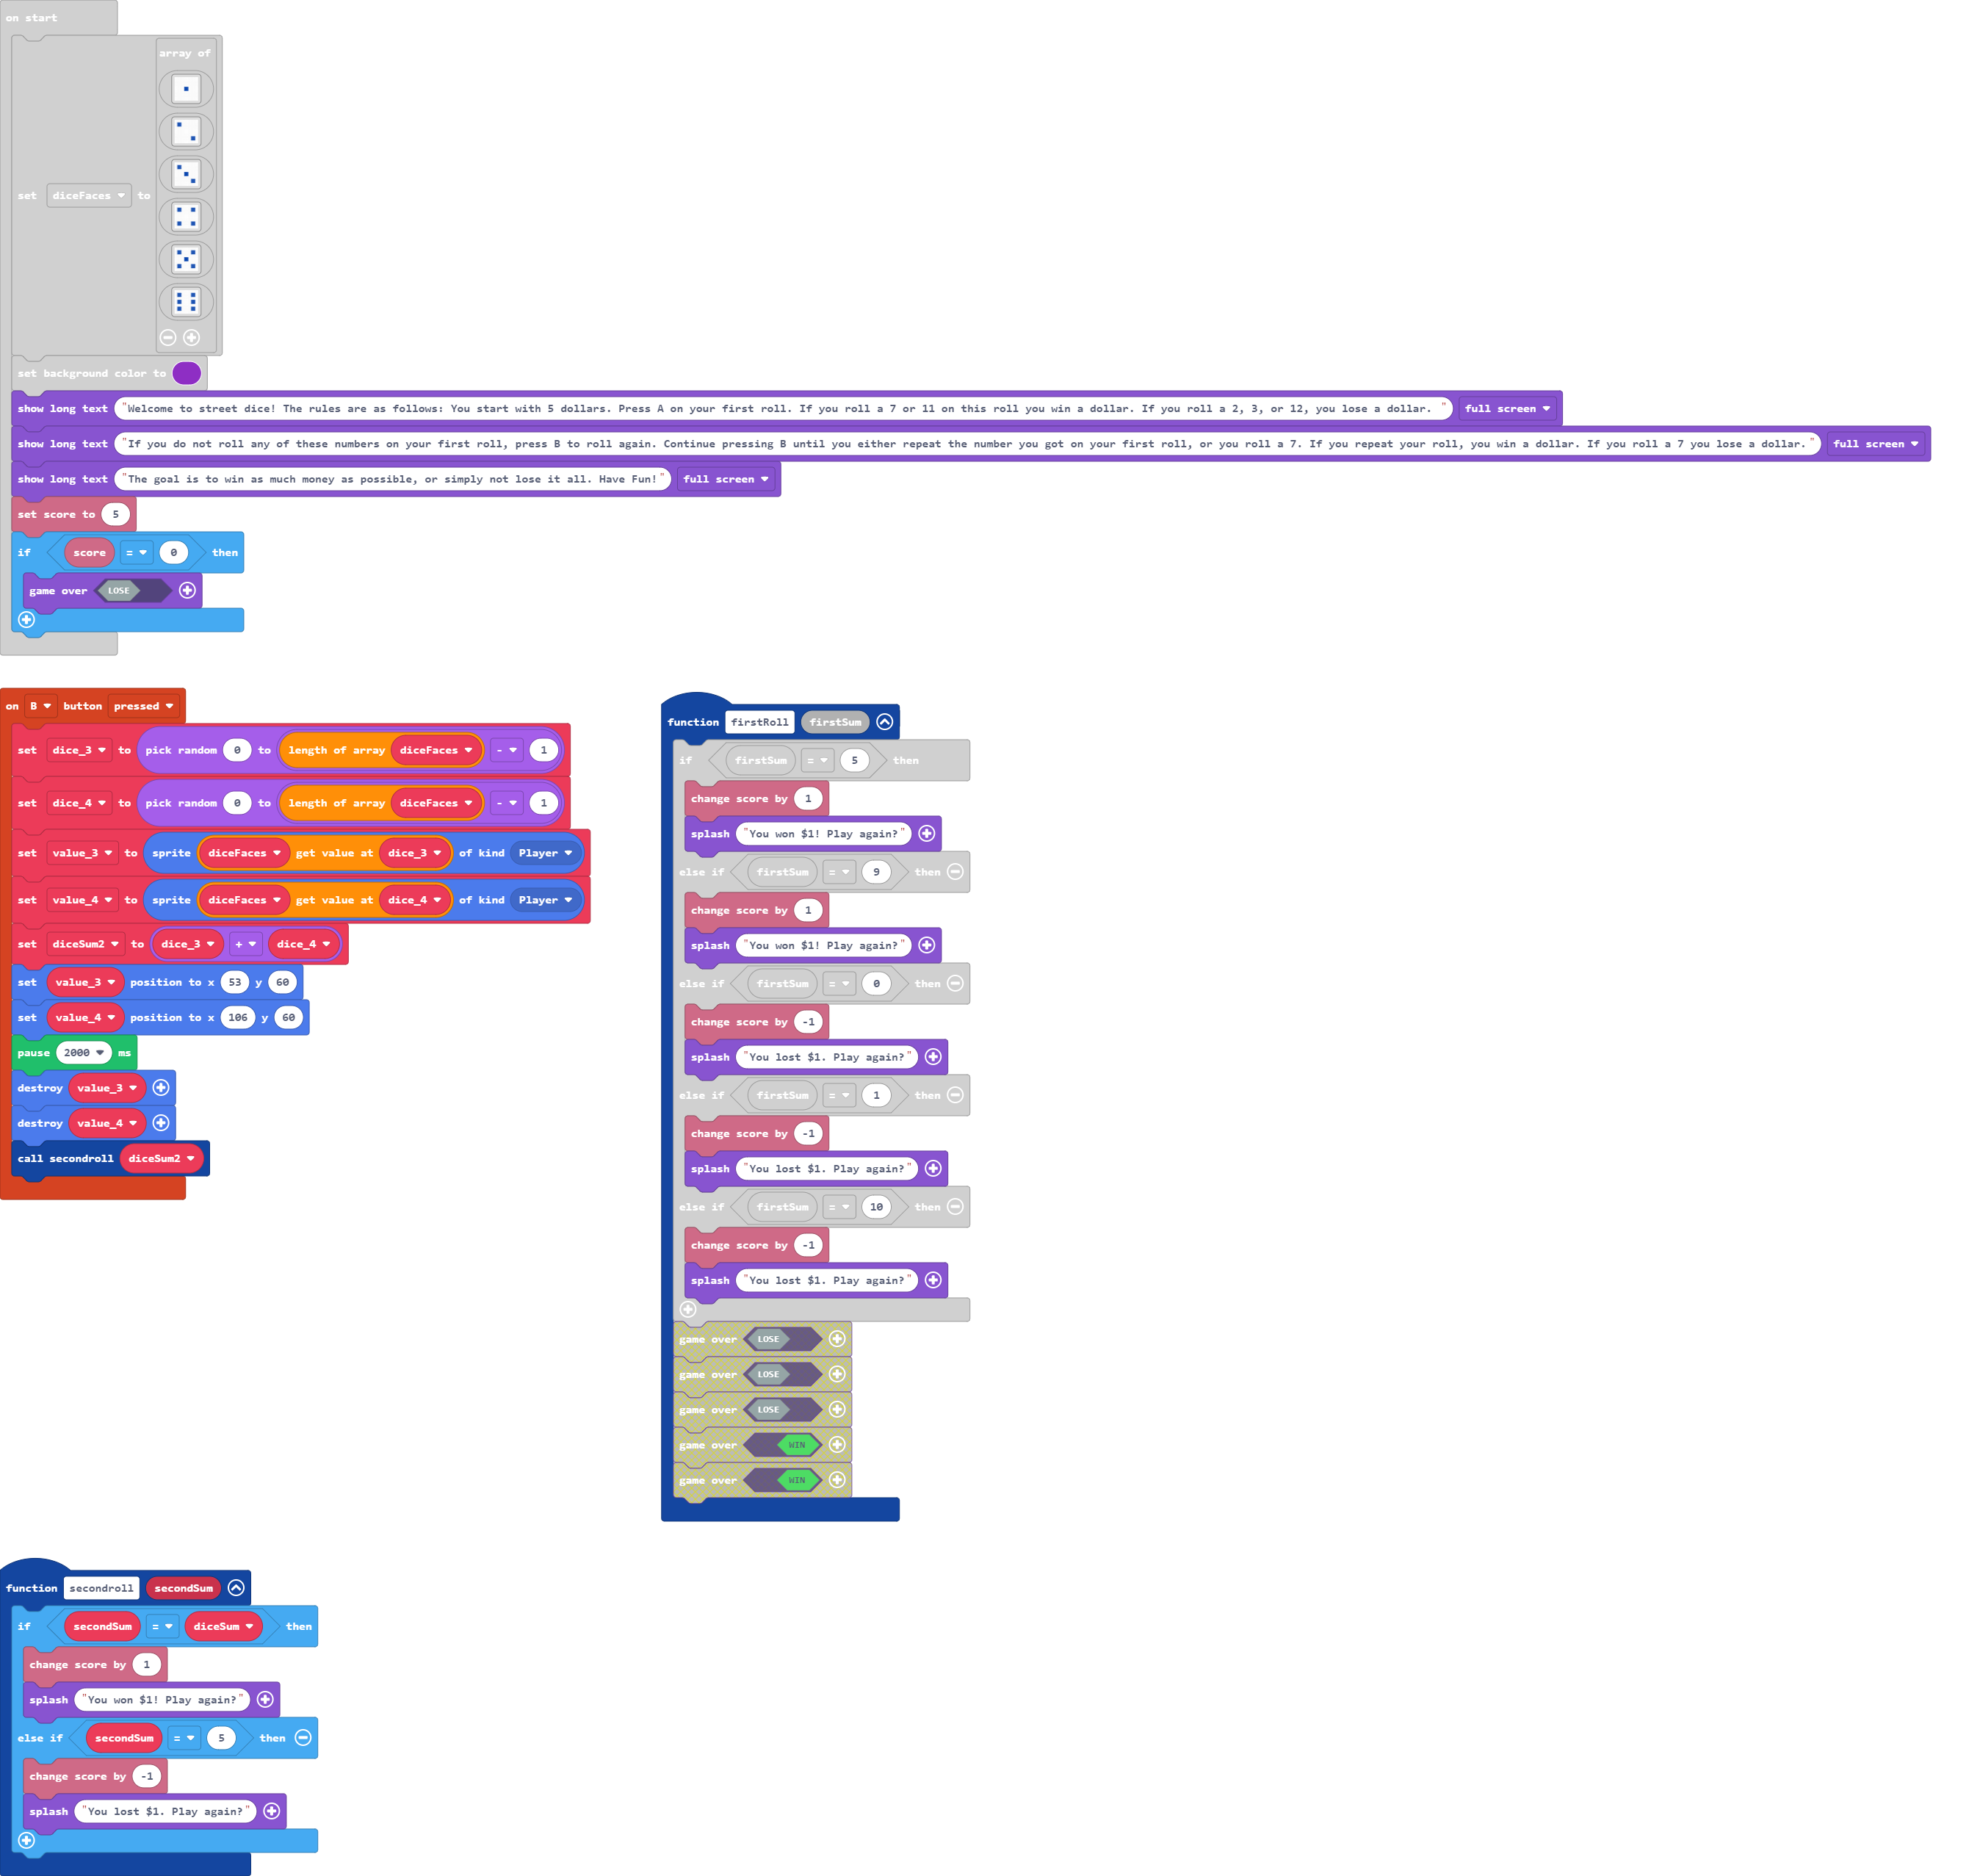 on start
array of
set diceFaces to
set background color to
show long text "Welcome to street dice! The rules are as follows: You start with 5 dollars. Press A on your first roll. If you roll a 7 or 11 on this roll you win a dollar. If you roll a 2, 3, or 12, you lose a dollar. " full screen
show long text "If you do not roll any of these numbers on your first roll, press B to roll again. Continue pressing B until you either repeat the number you got on your first roll, or you roll a 7. If you repeat your roll, you win a dollar. If you roll a 7 you lose a dollar." full screen
show long text "The goal is to win as much money as possible, or simply not lose it all. Have Fun!" full screen
set score to 5
if score = 0 then
game over LOSE
on B button pressed
set dice_3 to pick random 0 to length of array diceFaces - 1
set dice_4 to pick random 0 to length of array diceFaces - 1
set value_3 to sprite diceFaces get value at dice_3 of kind Player
set value_4 to sprite diceFaces get value at dice_4 of kind Player
set diceSum2 to dice_3 + dice_4
set value_3 position to x 53 y 60
set value_4 position to x 106 y 60
pause 2000 ms
destroy value_3
destroy value_4
call secondroll diceSum2
function firstRoll firstSum
if firstSum = 5 then
change score by 1
splash "You won $1! Play again?"
else if firstSum = 9 then
change score by 1
splash "You won $1! Play again?"
else if firstSum = 0 then
change score by -1
splash "You lost $1. Play again?"
else if firstSum = 1 then
change score by -1
splash "You lost $1. Play again?"
else if firstSum = 10 then
change score by -1
splash "You lost $1. Play again?"
game over LOSE
game over LOSE
game over LOSE
game over WIN
game over WIN
function secondroll secondSum
if secondSum = diceSum then
change score by 1
splash "You won $1! Play again?"
else if secondSum = 5 then
change score by -1
splash "You lost $1. Play again?"